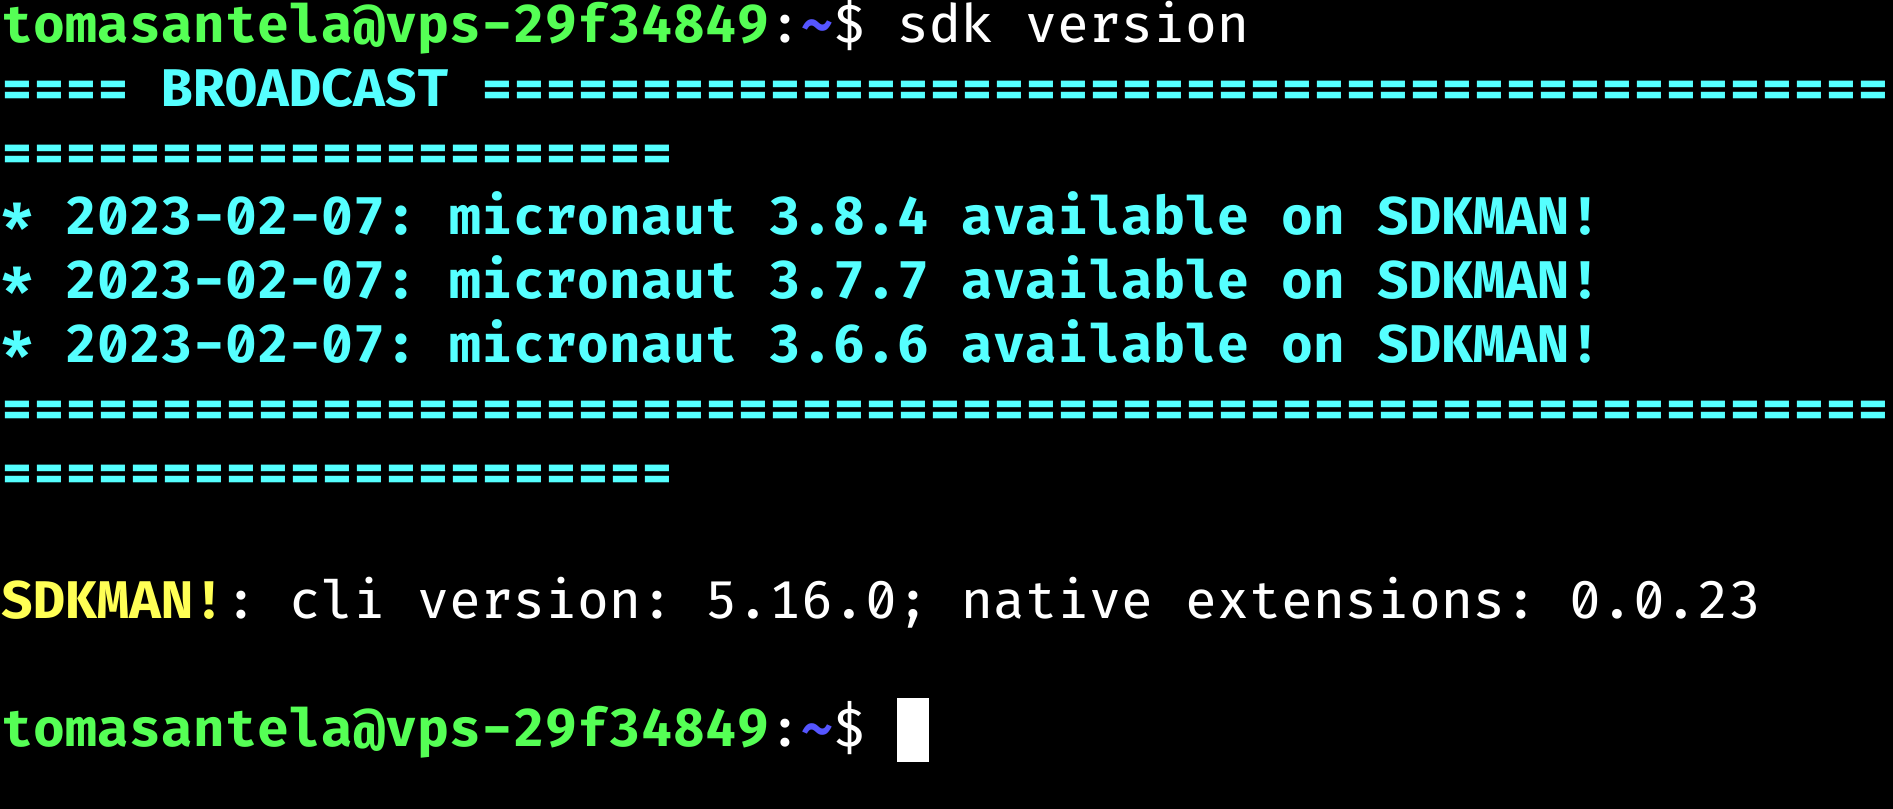 tomasantela@vps-29f34849:~$ sdk version
==== BROADCAST ============================================
=====================
* 2023-02-07: micronaut 3.8.4 available on SDKMAN!
* 2023-02-07: micronaut 3.7.7 available on SDKMAN!
* 2023-02-07: micronaut 3.6.6 available on SDKMAN!
===========================================================
=====================
SDKMAN!: cli version: 5.16.0; native extensions: 0.0.23
tomasantela@vps-29f34849:~$